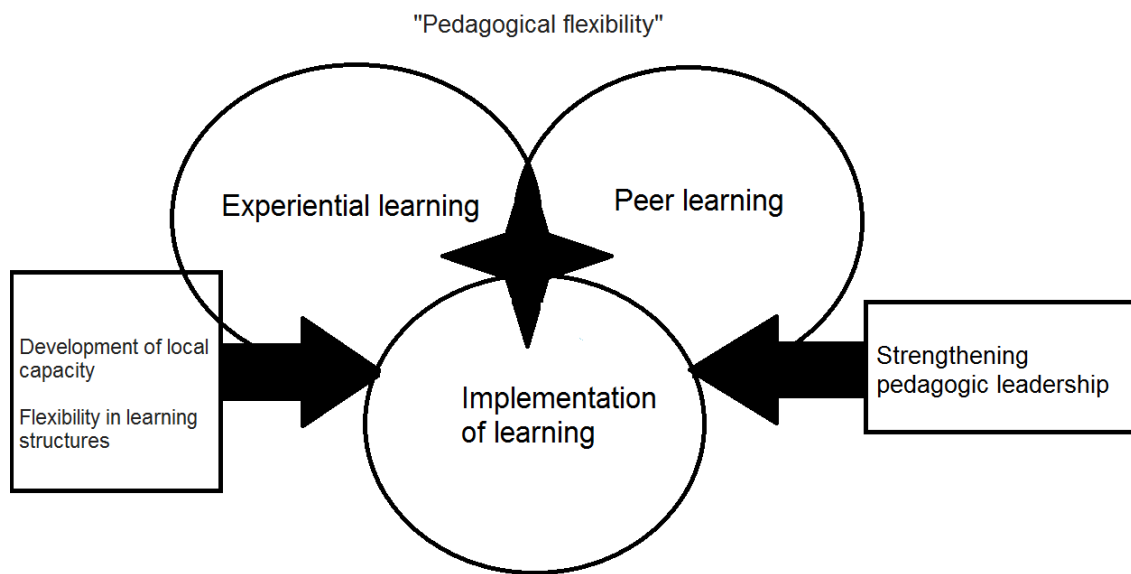 "Pedagogical flexibility"
Experiential learning
Peer learning
Development of local
capacity
Flexibility in learning
structures
Implementation
of learning
Strengthening
pedagogic leadership